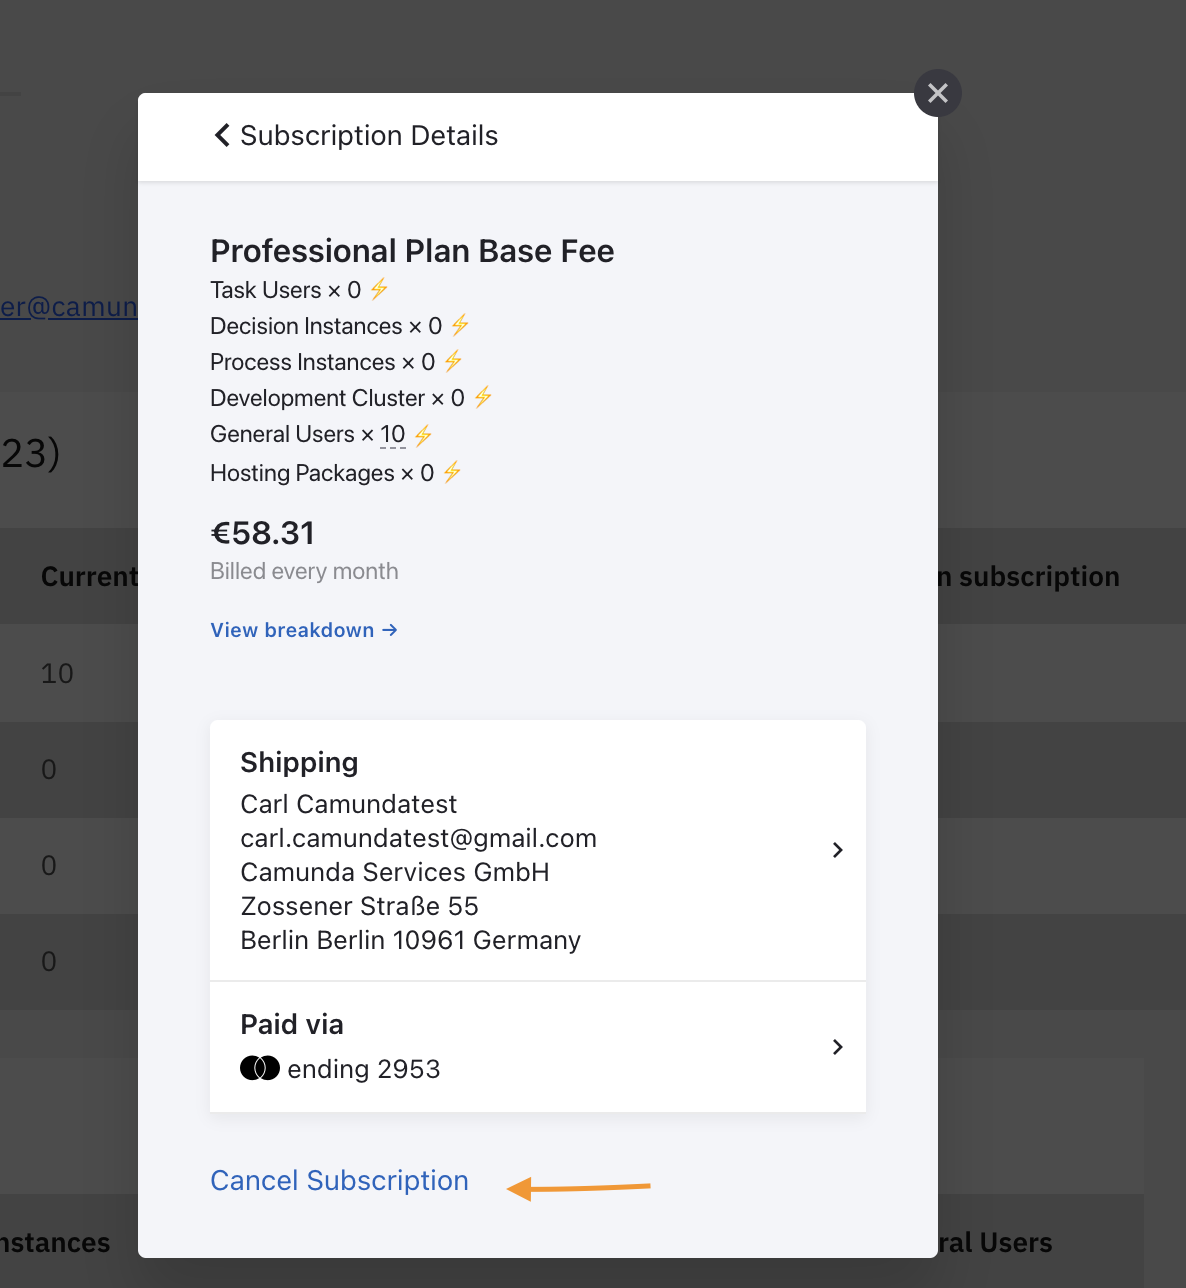 Subscription Details
Professional Plan Base Fee
Task Users × 0 ⚡
Decision Instances × 0 ⚡
Process Instances × 0 ⚡
Development Cluster × 0 ⚡
General Users × 10 ⚡
Hosting Packages × 0 ⚡
€58.31
Billed every month
View breakdown →
Shipping
Carl Camundatest
carl.camundatest@gmail.com
Camunda Services GmbH
Zossener Straße 55
Berlin Berlin 10961 Germany
Paid via
ending 2953
Cancel Subscription
er@camun
23)
Current
n subscription
10
0
0
0
nstances
ral Users